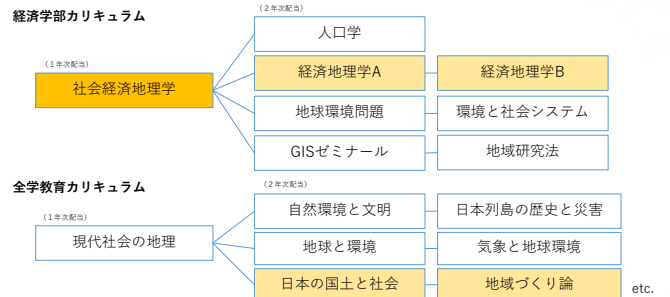 経済学部カリキュラム
（２年次配当）
人口学
（１年次配当）
社会経済地理学
経済地理学A
経済地理学B
地球環境問題
環境と社会システム
GISゼミナール
地域研究法
全学教育カリキュラム
（２年次配当）
自然環境と文明
日本列島の歴史と災害
（１年次配当）
現代社会の地理
地球と環境
気象と地球環境
日本の国土と社会
地域づくり論
etc.